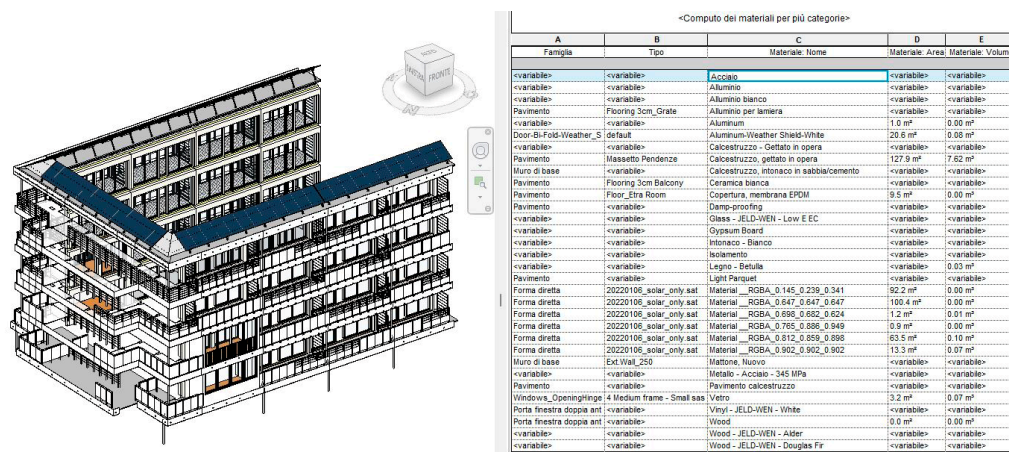 ALTO
SINISTRA
FRONTE
<Computo dei materiali per più categorie>
A B C D E
Famiglia Tipo Materiale: Nome Materiale: Area Materiale: Volum
<variabile> <variabile> Acciaio <variabile> <variabile>
<variabile> <variabile> Alluminio <variabile> <variabile>
<variabile> <variabile> Alluminio bianco <variabile> <variabile>
Pavimento Flooring 3cm_Grate Alluminio per lamiera <variabile> <variabile>
<variabile> <variabile> Aluminum 1.0 m² 0.00 m³
Door-Bi-Fold-Weather_S default Aluminum-Weather Shield-White 20.6 m² 0.08 m³
<variabile> <variabile> Calcestruzzo - Gettato in opera <variabile> <variabile>
Pavimento Massetto Pendenze Calcestruzzo, gettato in opera 127.9 m² 7.62 m³
Muro di base <variabile> Calcestruzzo, intonaco in sabbia/cemento <variabile> <variabile>
Pavimento Flooring 3cm Balcony Ceramica bianca <variabile> <variabile>
Pavimento Floor_Etra Room Copertura, membrana EPDM 9.5 m² 0.00 m³
Pavimento <variabile> Damp-proofing <variabile> <variabile>
<variabile> <variabile> Glass - JELD-WEN - Low E EC <variabile> <variabile>
<variabile> <variabile> Gypsum Board <variabile> <variabile>
<variabile> <variabile> Intonaco - Bianco <variabile> <variabile>
<variabile> <variabile> Isolamento <variabile> <variabile>
<variabile> <variabile> Legno - Betulla <variabile> 0.03 m³
Pavimento <variabile> Light Parquet <variabile> <variabile>
Forma diretta 20220106_solar_only.sat Material __RGBA_0.145_0.239_0.341 92.2 m² 0.00 m³
Forma diretta 20220106_solar_only.sat Material __RGBA_0.647_0.647_0.647 100.4 m² 0.00 m³
Forma diretta 20220106_solar_only.sat Material __RGBA_0.698_0.682_0.624 1.2 m² 0.01 m³
Forma diretta 20220106_solar_only.sat Material __RGBA_0.765_0.886_0.949 0.9 m² 0.00 m³
Forma diretta 20220106_solar_only.sat Material __RGBA_0.812_0.859_0.898 63.5 m² 0.10 m³
Forma diretta 20220106_solar_only.sat Material __RGBA_0.902_0.902_0.902 13.3 m² 0.07 m³
Muro di base Ext.Wall_250 Mattone, Nuovo <variabile> <variabile>
<variabile> <variabile> Metallo - Acciaio - 345 MPa <variabile> <variabile>
Pavimento <variabile> Pavimento calcestruzzo <variabile> <variabile>
Windows_OpeningHinge 4 Medium frame - Small sas Vetro 3.2 m² 0.07 m³
Porta finestra doppia ant <variabile> Vinyl - JELD-WEN - White <variabile> <variabile>
Porta finestra doppia ant <variabile> Wood 0.0 m² 0.00 m³
<variabile> <variabile> Wood - JELD-WEN - Alder <variabile> <variabile>
<variabile> <variabile> Wood - JELD-WEN - Douglas Fir <variabile> <variabile>